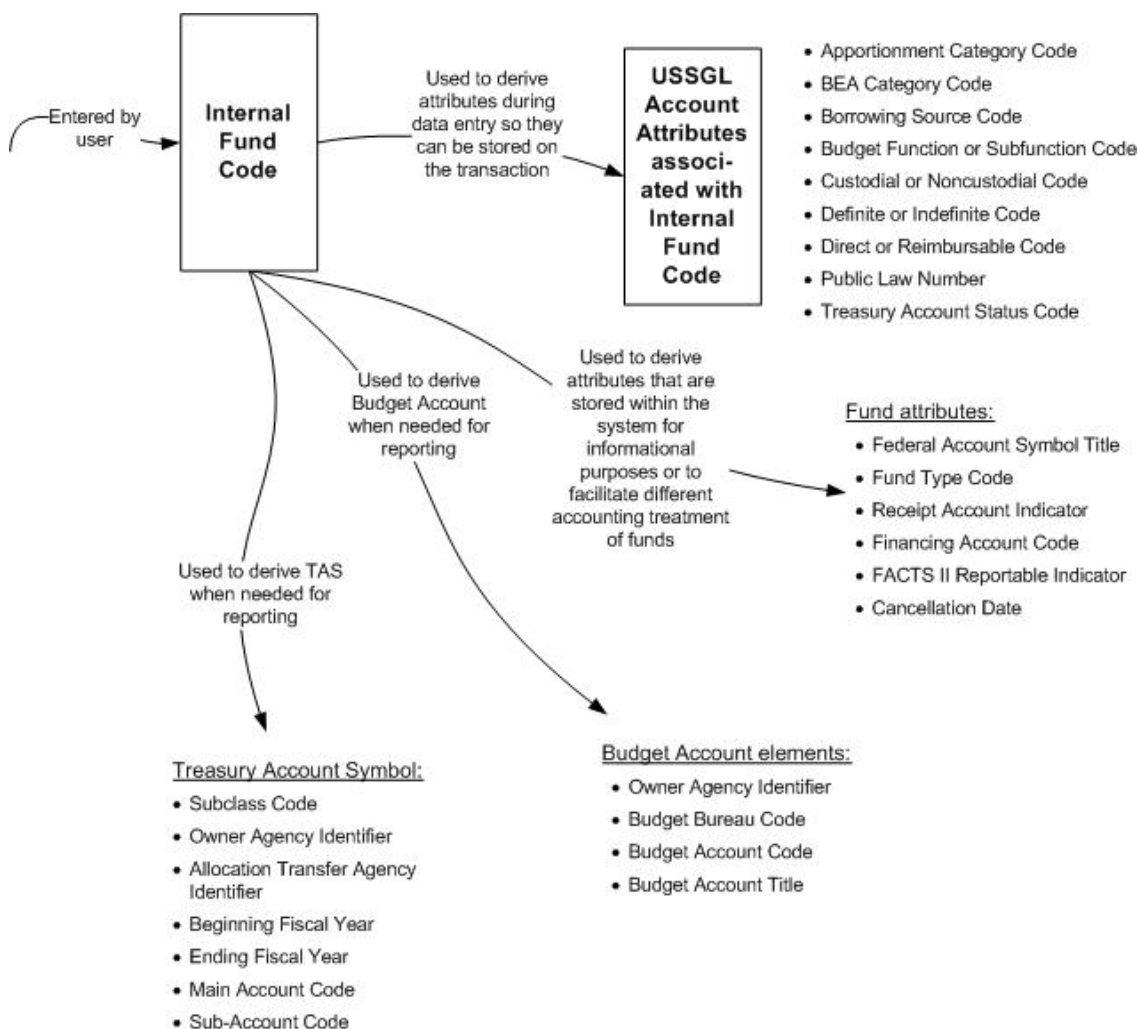 Entered by
user
Internal
Fund
Code
Used to derive
attributes during
data entry so they
can be stored on
the transaction
USSGL
Account
Attributes
associ-
ated with
Internal
Fund
Code
• Apportionment Category Code
• BEA Category Code
• Borrowing Source Code
• Budget Function or Subfunction Code
• Custodial or Noncustodial Code
• Definite or Indefinite Code
• Direct or Reimbursable Code
• Public Law Number
• Treasury Account Status Code
Used to derive
attributes that are
stored within the
system for
informational
purposes or to
facilitate different
accounting treatment
of funds
Fund attributes:
• Federal Account Symbol Title
• Fund Type Code
• Receipt Account Indicator
• Financing Account Code
• FACTS II Reportable Indicator
• Cancellation Date
Used to derive
Budget Account
when needed for
reporting
Used to derive TAS
when needed for
reporting
Treasury Account Symbol:
• Subclass Code
• Owner Agency Identifier
• Allocation Transfer Agency
Identifier
• Beginning Fiscal Year
• Ending Fiscal Year
• Main Account Code
• Sub-Account Code
Budget Account elements:
• Owner Agency Identifier
• Budget Bureau Code
• Budget Account Code
• Budget Account Title